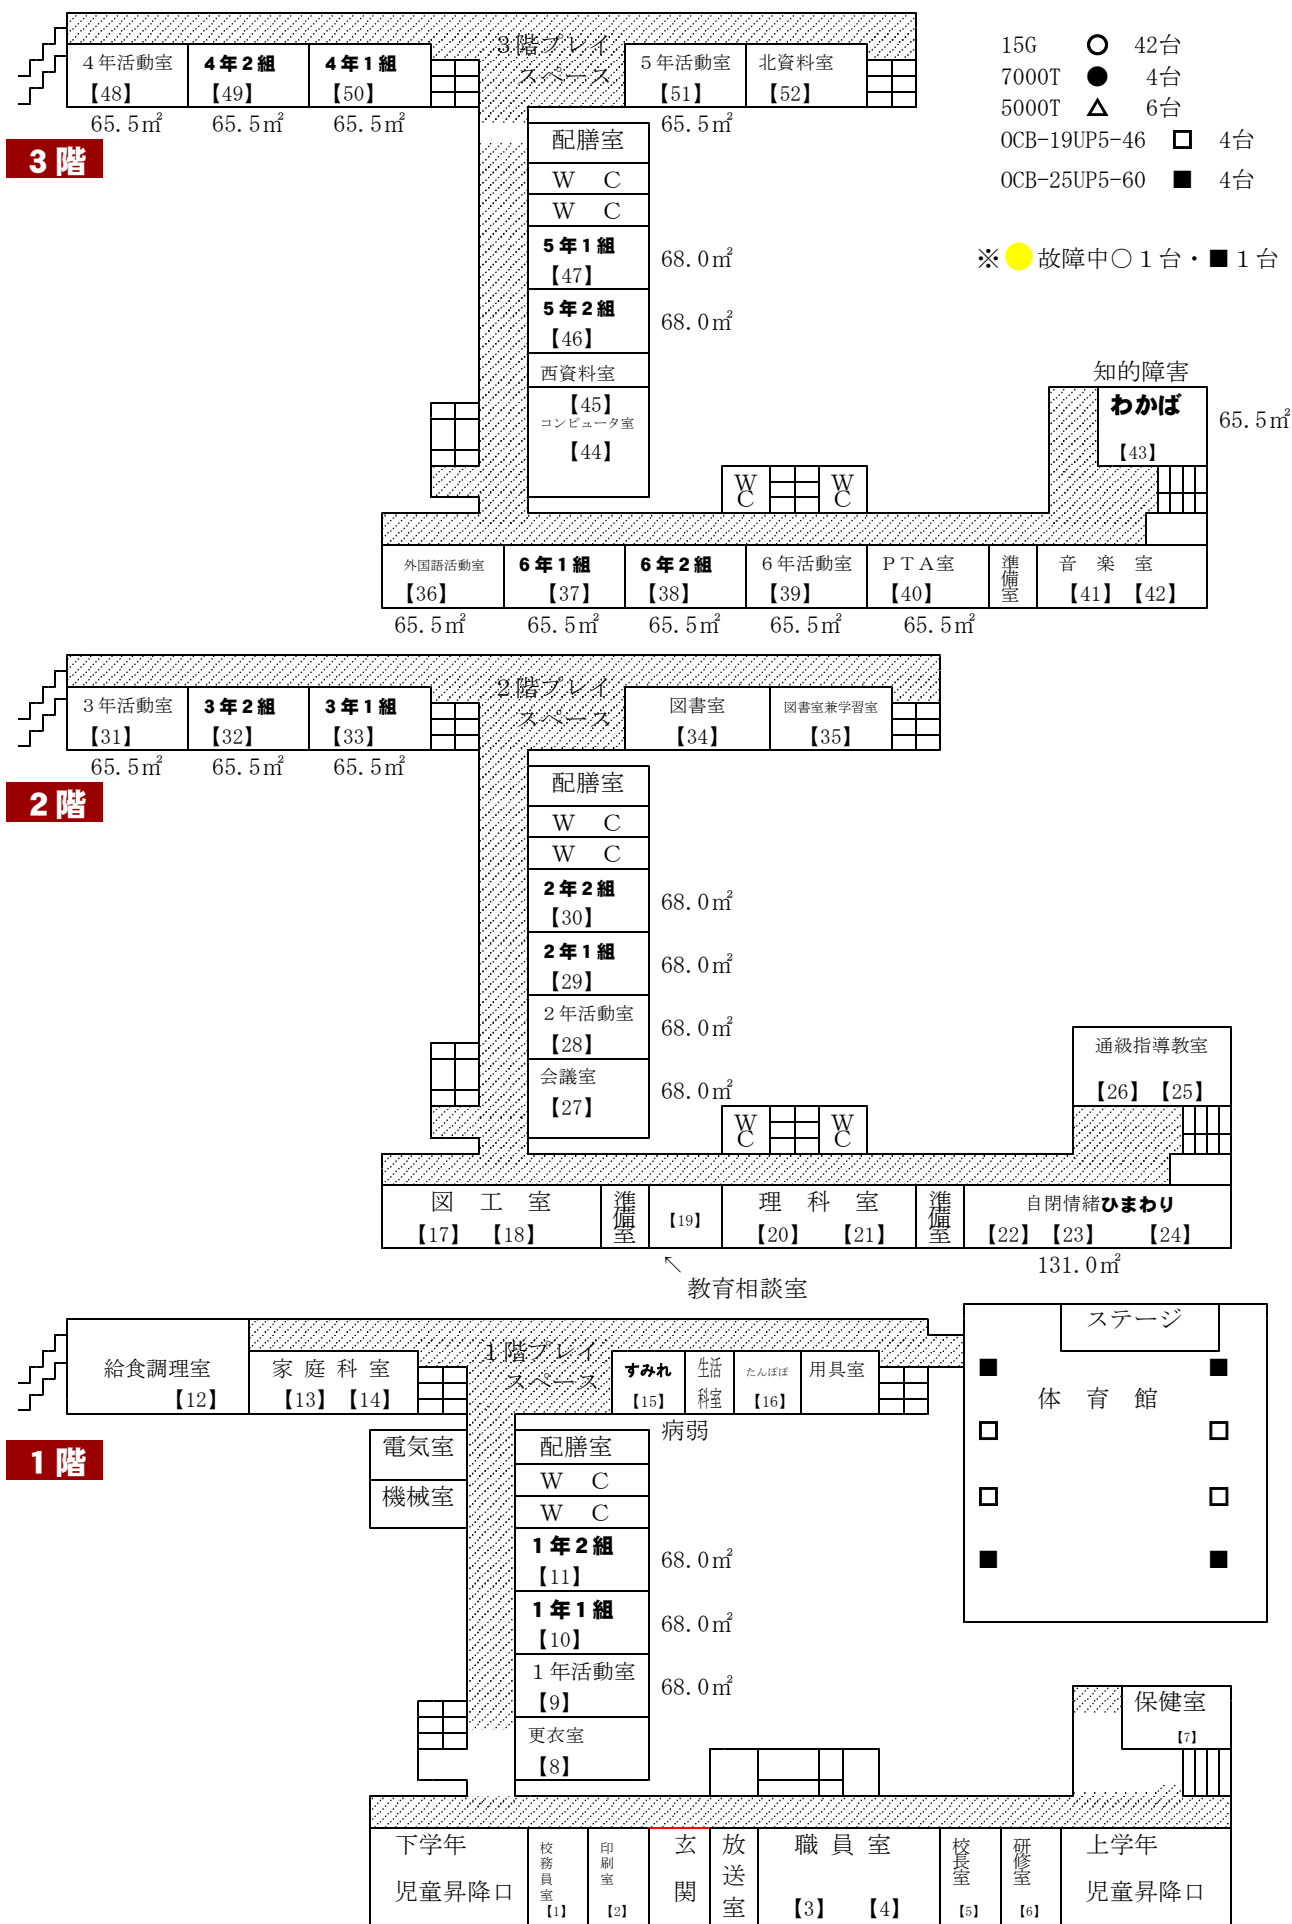 15G ○ 42台
7000T ● 4台
5000T △ 6台
OCB-19UP5-46 □ 4台
OCB-25UP5-60 ■ 4台
※ 故障中○1台・■1台
3階
3階プレイ
スペース
４年活動室
【48】
65.5㎡
４年２組
【49】
65.5㎡
４年１組
【50】
65.5㎡
５年活動室
【51】
65.5㎡
北資料室
【52】
配膳室
Ｗ Ｃ
Ｗ Ｃ
５年１組
【47】
68.0㎡
５年２組
【46】
68.0㎡
西資料室
【45】
コンピュータ室
【44】
知的障害
わかば
【43】
65.5㎡
WC
WC
外国語活動室
【36】
65.5㎡
６年１組
【37】
65.5㎡
６年２組
【38】
65.5㎡
６年活動室
【39】
65.5㎡
ＰＴＡ室
【40】
65.5㎡
準備室
音 楽 室
【41】【42】
2階
2階プレイ
スペース
３年活動室
【31】
65.5㎡
３年２組
【32】
65.5㎡
３年１組
【33】
65.5㎡
図書室
【34】
図書室兼学習室
【35】
配膳室
Ｗ Ｃ
Ｗ Ｃ
２年２組
【30】
68.0㎡
２年１組
【29】
68.0㎡
２年活動室
【28】
68.0㎡
会議室
【27】
68.0㎡
通級指導教室
【26】【25】
WC
WC
図 工 室
【17】 【18】
準備室
【19】
↖
教育相談室
理 科 室
【20】 【21】
準備室
自閉情緒ひまわり
【22】【23】 【24】
131.0㎡
1階
1階プレイ
スペース
給食調理室
【12】
家 庭 科 室
【13】【14】
すみれ
【15】
病弱
生活
科室
たんぽぽ
【16】
用具室
ステージ
体 育 館
電気室
機械室
配膳室
Ｗ Ｃ
Ｗ Ｃ
１年２組
【11】
68.0㎡
１年１組
【10】
68.0㎡
１年活動室
【9】
68.0㎡
更衣室
【8】
保健室
【7】
下学年
児童昇降口
校務員室
【1】
印刷室
【2】
玄関
放送室
職 員 室
【3】 【4】
校長室
【5】
研修室
【6】
上学年
児童昇降口